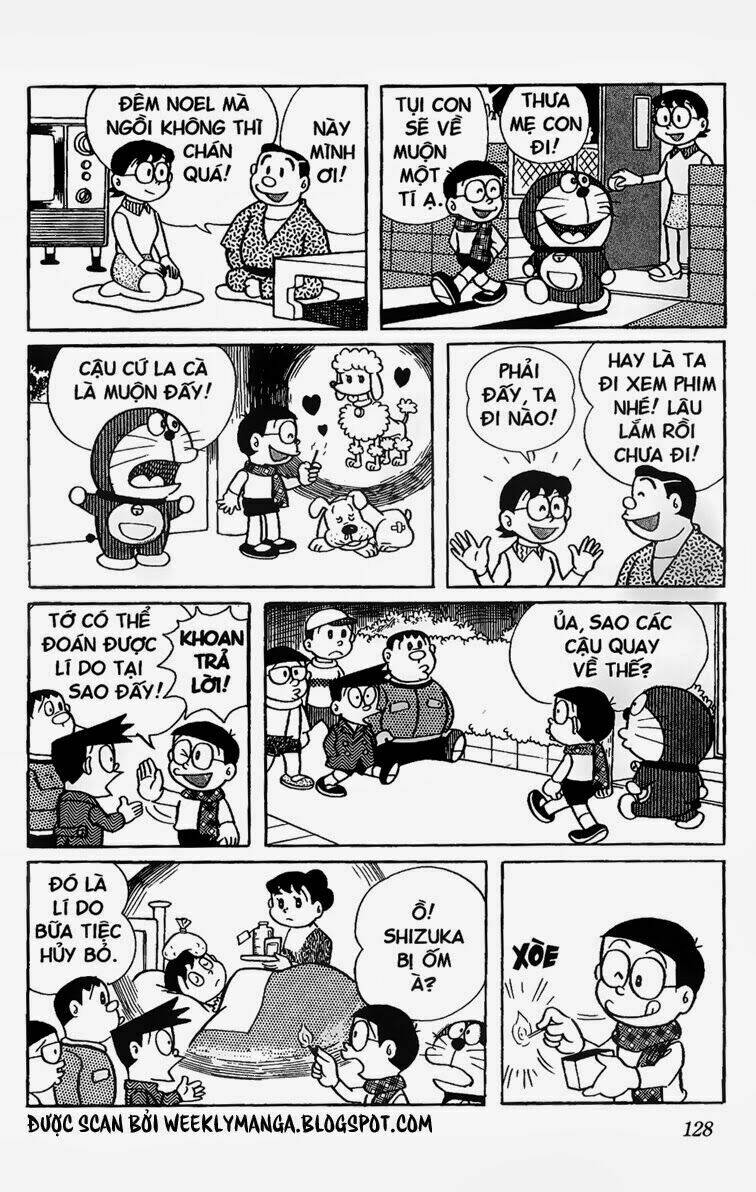 THƯA
MẸ CON
ĐI!
TỤI CON
SẼ VỀ
MUỘN
MỘT
TÍ Ạ.
NÀY
MÌNH
ƠI!
ĐÊM NOEL MÀ
NGỒI KHÔNG THÌ
CHÁN
QUÁ!
HAY LÀ TA
ĐI XEM PHIM
NHÉ! LÂU
LẮM RỒI
CHƯA ĐI!
PHẢI
ĐẤY, TA
ĐI NÀO!
CẬU CỨ LA CÀ
LÀ MUỘN ĐẤY!
ỦA, SAO CÁC
CẬU QUAY
VỀ THẾ?
KHOAN
TRẢ
LỜI!
TỚ CÓ THỂ
ĐOÁN ĐƯỢC
LÍ DO TẠI
SAO ĐẤY!
XÒE
Ồ!
SHIZUKA
BỊ ỐM
À?
ĐÓ LÀ
LÍ DO
BỮA TIỆC
HỦY BỎ.
ĐƯỢC SCAN BỞI WEEKLYMANGA.BLOGSPOT.COM
128